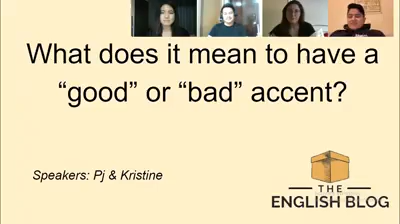 What does it mean to have a
“good” or “bad” accent?
Speakers: Pj & Kristine
THE
ENGLISH BLOG